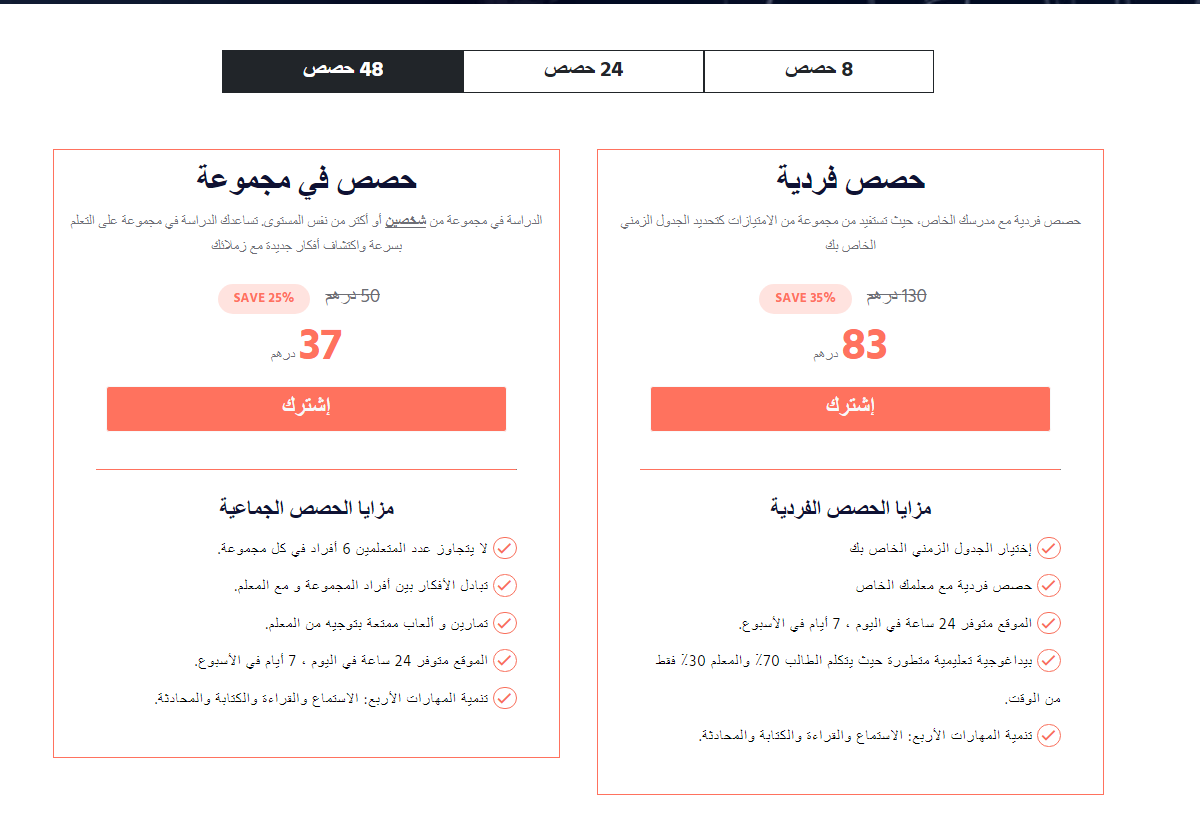 8 حصص
24 حصص
48 حصص
حصص فردية
حصص فردية مع مدرسك الخاص، حيث تستفيد من مجموعة من الامتيازات كتحديد الجدول الزمني
الخاص بك
130 درهم
SAVE 35%
83 درهم
إشترك
مزايا الحصص الفردية
إختيار الجدول الزمني الخاص بك
حصص فردية مع معلمك الخاص
الموقع متوفر 24 ساعة في اليوم ، 7 أيام في الأسبوع.
بيداغوجية تعليمية متطورة حيث يتكلم الطالب 70٪ والمعلم 30٪ فقط
من الوقت.
تنمية المهارات الأربع: الاستماع والقراءة والكتابة والمحادثة.
حصص في مجموعة
الدراسة في مجموعة من شخصين أو أكثر من نفس المستوى. تساعدك الدراسة في مجموعة على التعلم
بسرعة واكتشاف أفكار جديدة مع زملائك
50 درهم
SAVE 25%
37 درهم
إشترك
مزايا الحصص الجماعية
لا يتجاوز عدد المتعلمين 6 أفراد في كل مجموعة.
تبادل الأفكار بين أفراد المجموعة و مع المعلم.
تمارين و ألعاب ممتعة بتوجيه من المعلم.
الموقع متوفر 24 ساعة في اليوم ، 7 أيام في الأسبوع.
تنمية المهارات الأربع: الاستماع والقراءة والكتابة والمحادثة.